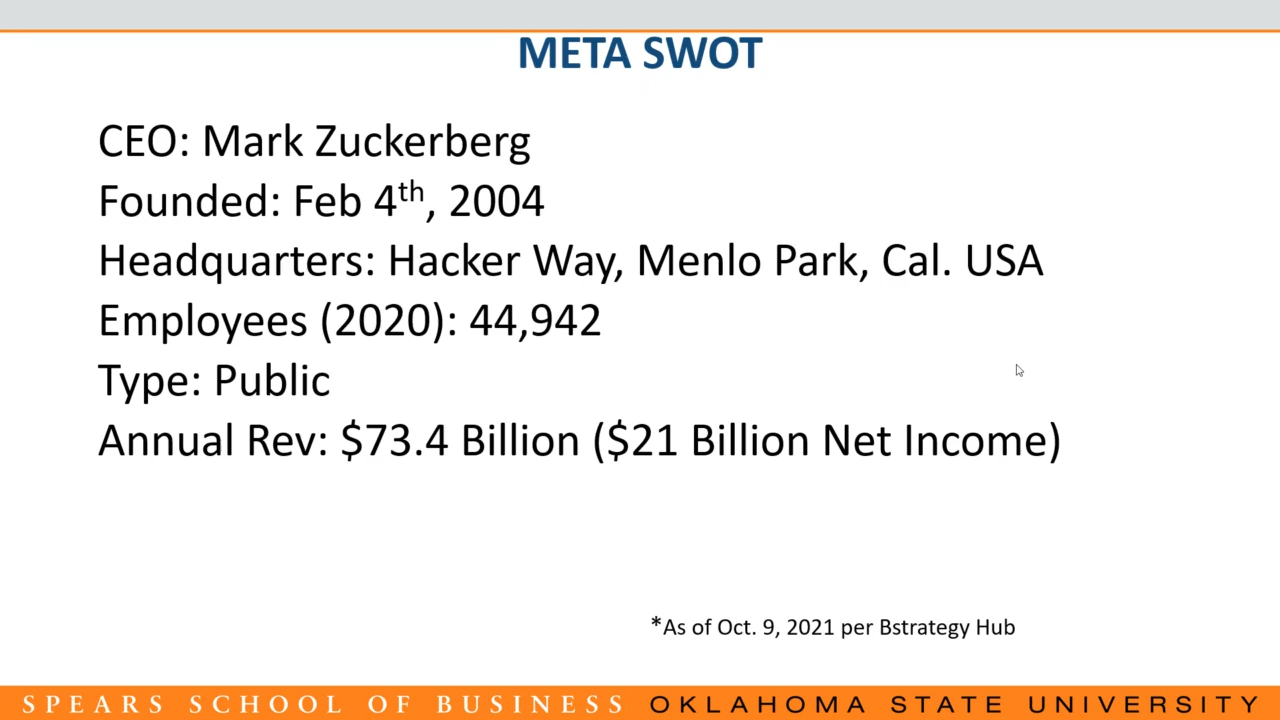 META SWOT
CEO: Mark Zuckerberg
Founded: Feb 4th, 2004
Headquarters: Hacker Way, Menlo Park, Cal. USA
Employees (2020): 44,942
Type: Public
Annual Rev: $73.4 Billion ($21 Billion Net Income)
*As of Oct. 9, 2021 per Bstrategy Hub
SPEARS SCHOOL OF BUSINESS OKLAHOMA STATE UNIVERSITY